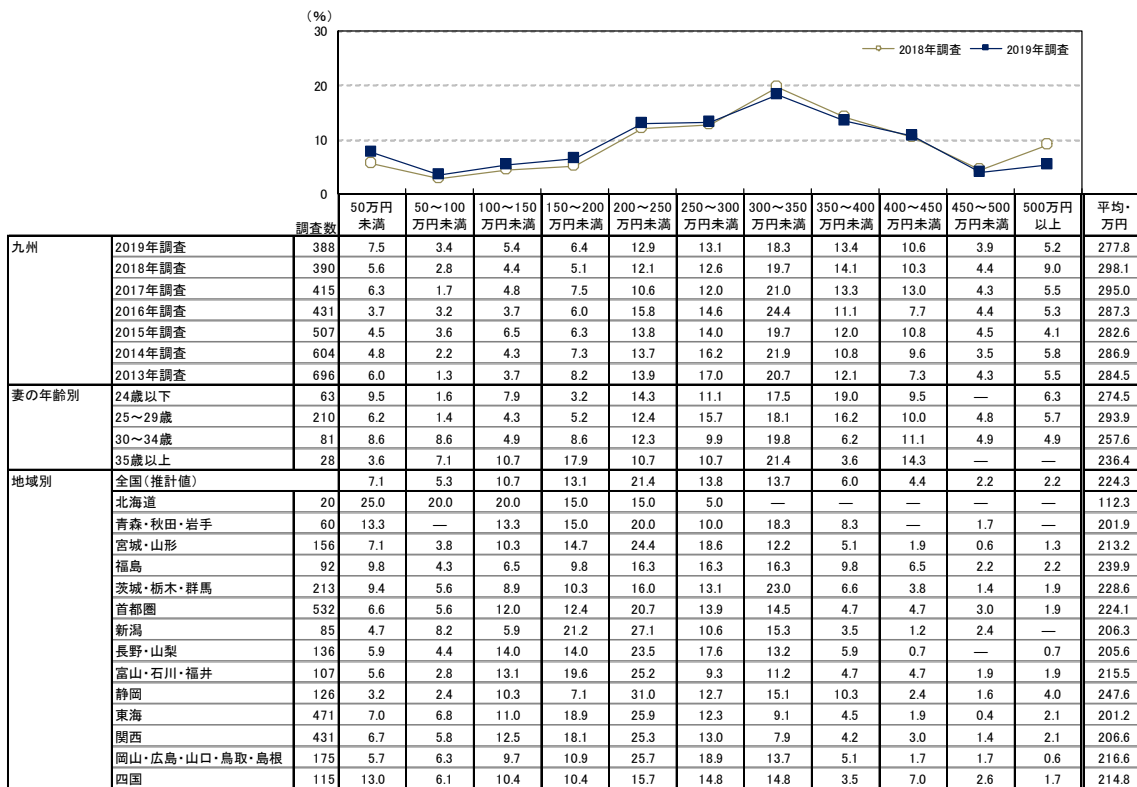 (%)
30
20
10
0
2018年調査 2019年調査
調査数 50万円未満 50～100万円未満 100～150万円未満 150～200万円未満 200～250万円未満 250～300万円未満 300～350万円未満 350～400万円未満 400～450万円未満 450～500万円未満 500万円以上 平均・万円
九州 2019年調査 388 7.5 3.4 5.4 6.4 12.9 13.1 18.3 13.4 10.6 3.9 5.2 277.8
2018年調査 390 5.6 2.8 4.4 5.1 12.1 12.6 19.7 14.1 10.3 4.4 9.0 298.1
2017年調査 415 6.3 1.7 4.8 7.5 10.6 12.0 21.0 13.3 13.0 4.3 5.5 295.0
2016年調査 431 3.7 3.2 3.7 6.0 15.8 14.6 24.4 11.1 7.7 4.4 5.3 287.3
2015年調査 507 4.5 3.6 6.5 6.3 13.8 14.0 19.7 12.0 10.8 4.5 4.1 282.6
2014年調査 604 4.8 2.2 4.3 7.3 13.7 16.2 21.9 10.8 9.6 3.5 5.8 286.9
2013年調査 696 6.0 1.3 3.7 8.2 13.9 17.0 20.7 12.1 7.3 4.3 5.5 284.5
妻の年齢別 24歳以下 63 9.5 1.6 7.9 3.2 14.3 11.1 17.5 19.0 9.5 — 6.3 274.5
25～29歳 210 6.2 1.4 4.3 5.2 12.4 15.7 18.1 16.2 10.0 4.8 5.7 293.9
30～34歳 81 8.6 8.6 4.9 8.6 12.3 9.9 19.8 6.2 11.1 4.9 4.9 257.6
35歳以上 28 3.6 7.1 10.7 17.9 10.7 10.7 21.4 3.6 14.3 — — 236.4
地域別 全国（推計値） 7.1 5.3 10.7 13.1 21.4 13.8 13.7 6.0 4.4 2.2 2.2 224.3
北海道 20 25.0 20.0 20.0 15.0 15.0 5.0 — — — — — 112.3
青森・秋田・岩手 60 13.3 — 13.3 15.0 20.0 10.0 18.3 8.3 — 1.7 — 201.9
宮城・山形 156 7.1 3.8 10.3 14.7 24.4 18.6 12.2 5.1 1.9 0.6 1.3 213.2
福島 92 9.8 4.3 6.5 9.8 16.3 16.3 16.3 9.8 6.5 2.2 2.2 239.9
茨城・栃木・群馬 213 9.4 5.6 8.9 10.3 16.0 13.1 23.0 6.6 3.8 1.4 1.9 228.6
首都圏 532 6.6 5.6 12.0 12.4 20.7 13.9 14.5 4.7 4.7 3.0 1.9 224.1
新潟 85 4.7 8.2 5.9 21.2 27.1 10.6 15.3 3.5 1.2 2.4 — 206.3
長野・山梨 136 5.9 4.4 14.0 14.0 23.5 17.6 13.2 5.9 0.7 — 0.7 205.6
富山・石川・福井 107 5.6 2.8 13.1 19.6 25.2 9.3 11.2 4.7 4.7 1.9 1.9 215.5
静岡 126 3.2 2.4 10.3 7.1 31.0 12.7 15.1 10.3 2.4 1.6 4.0 247.6
東海 471 7.0 6.8 11.0 18.9 25.9 12.3 9.1 4.5 1.9 0.4 2.1 201.2
関西 431 6.7 5.8 12.5 18.1 25.3 13.0 7.9 4.2 3.0 1.4 2.1 206.6
岡山・広島・山口・鳥取・島根 175 5.7 6.3 9.7 10.9 25.7 18.9 13.7 5.1 1.7 1.7 0.6 216.6
四国 115 13.0 6.1 10.4 10.4 15.7 14.8 14.8 3.5 7.0 2.6 1.7 214.8